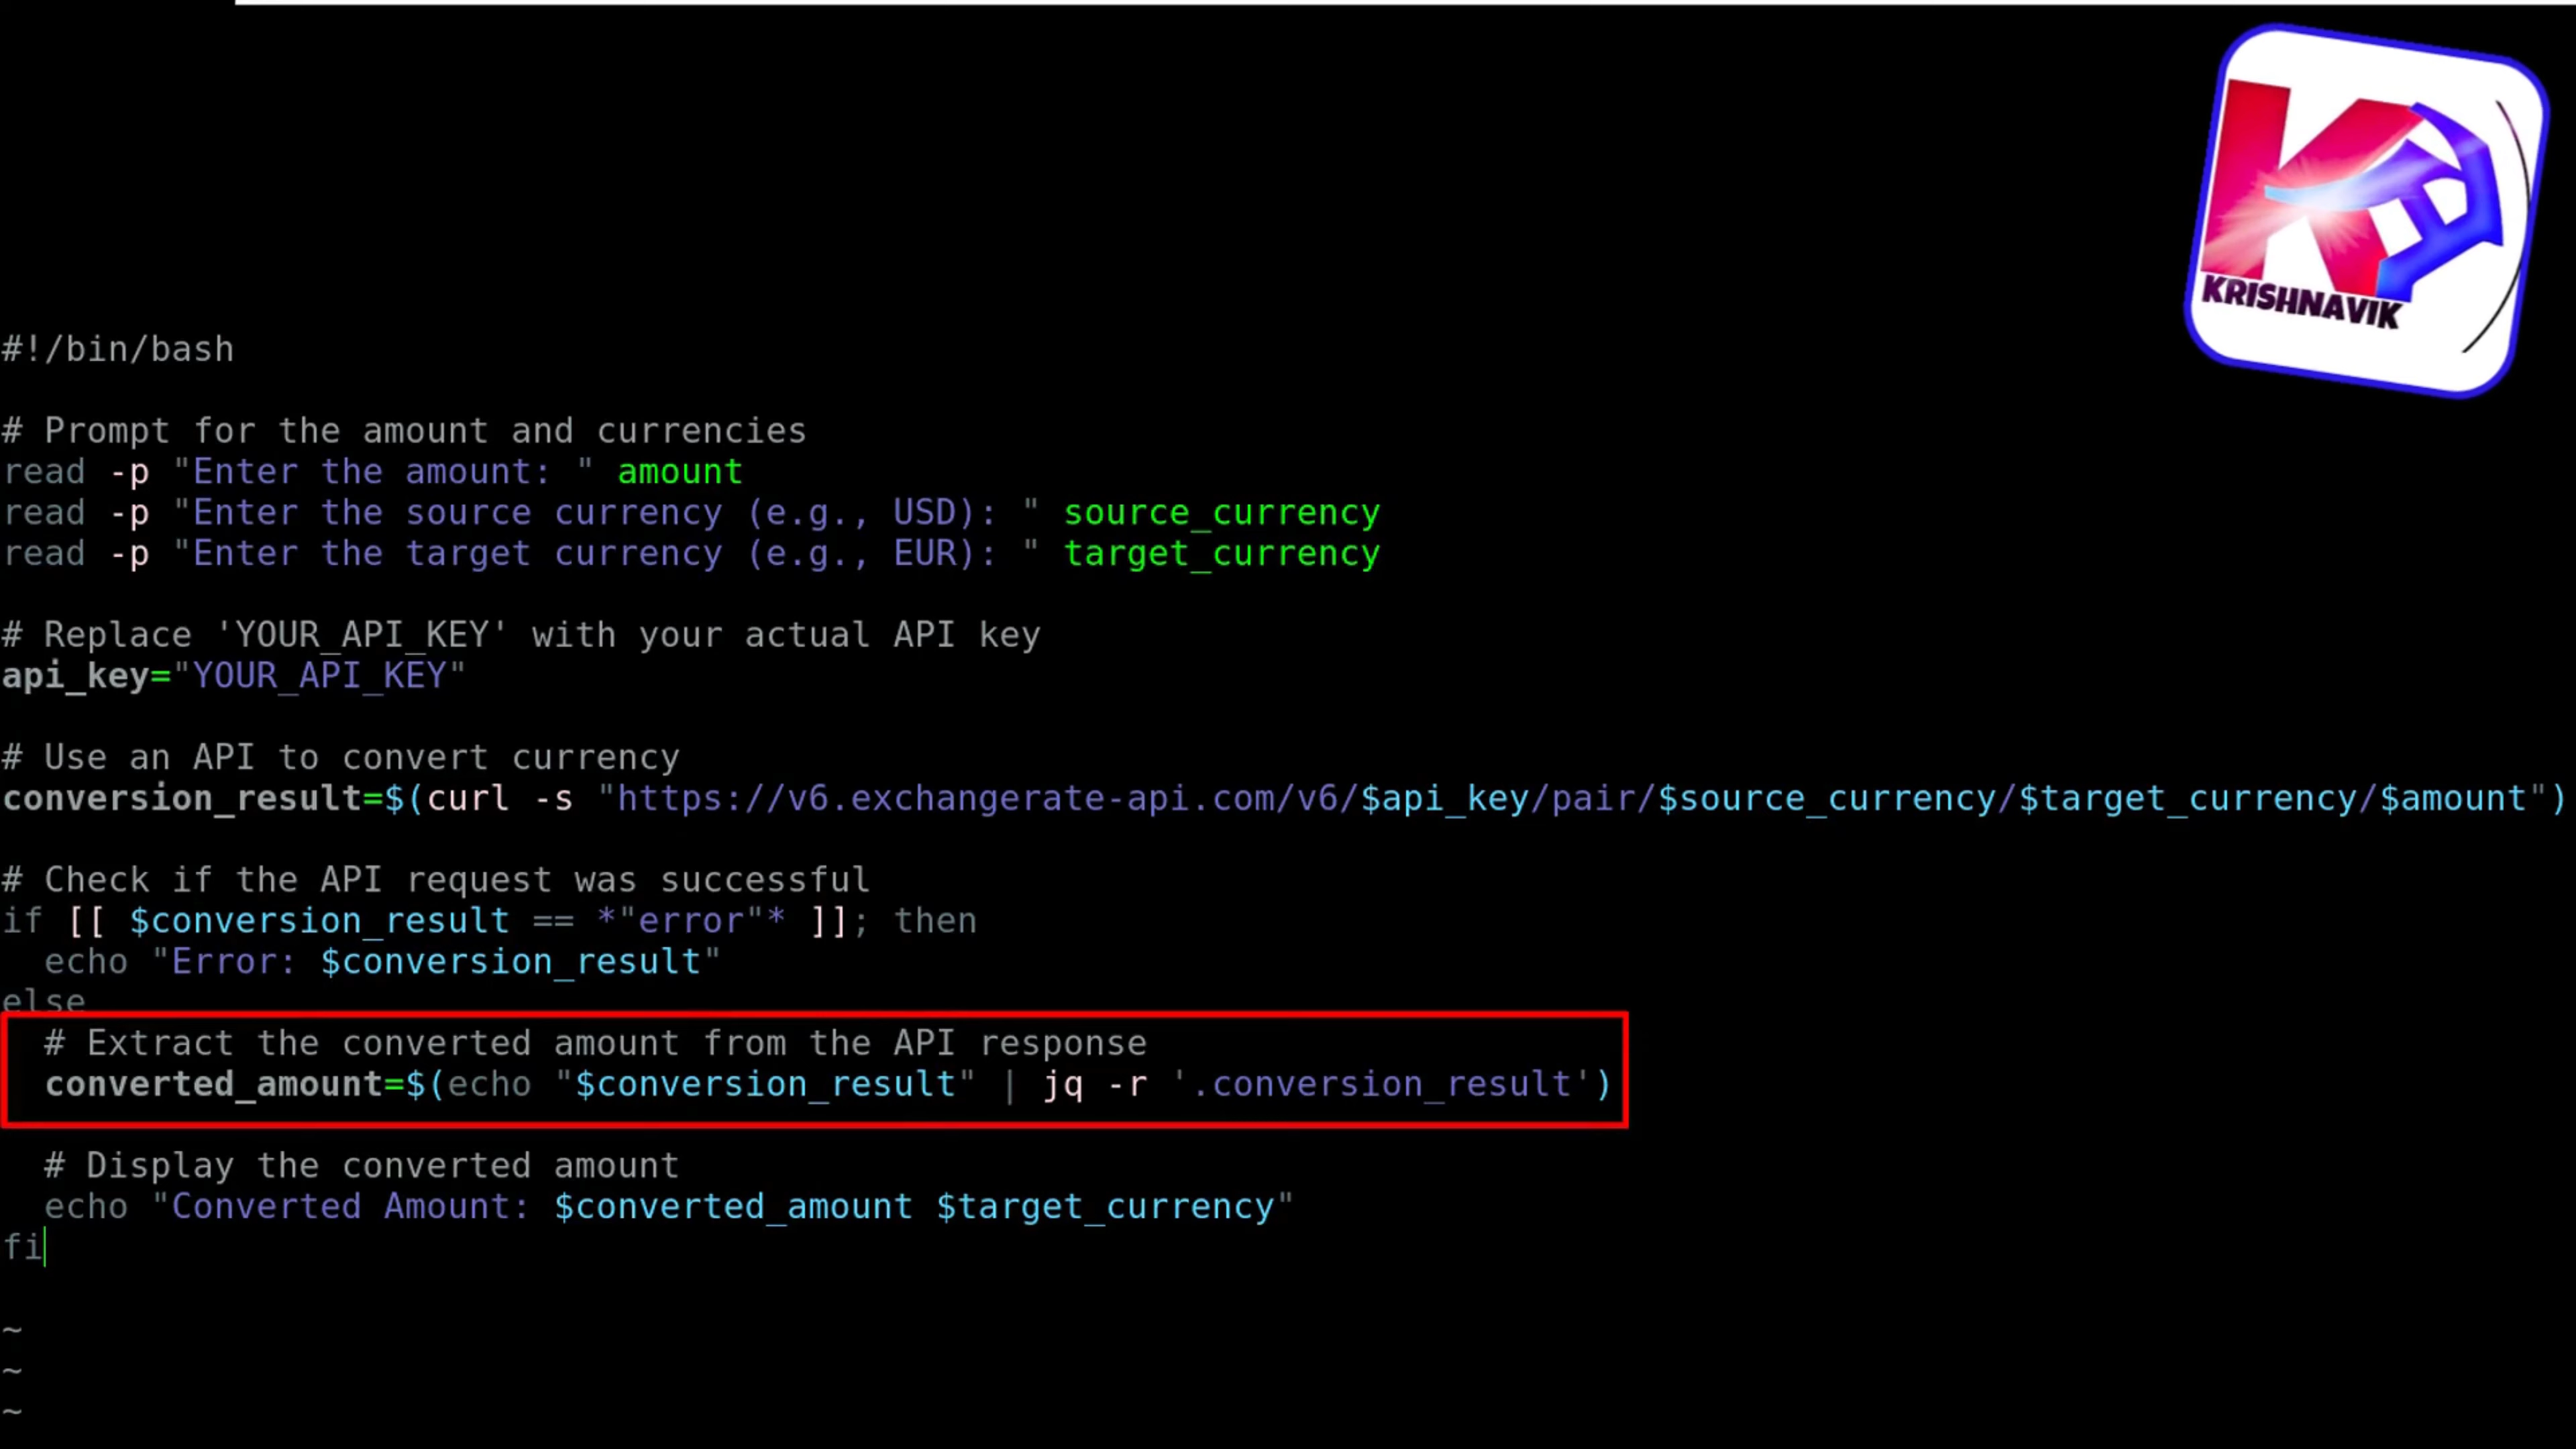 KRISHNAVIK
#!/bin/bash
# Prompt for the amount and currencies
read -p "Enter the amount: " amount
read -p "Enter the source currency (e.g., USD): " source_currency
read -p "Enter the target currency (e.g., EUR): " target_currency
# Replace 'YOUR_API_KEY' with your actual API key
api_key="YOUR_API_KEY"
# Use an API to convert currency
conversion_result=$(curl -s "https://v6.exchangerate-api.com/v6/$api_key/pair/$source_currency/$target_currency/$amount")
# Check if the API request was successful
if [[ $conversion_result == *"error"* ]]; then
  echo "Error: $conversion_result"
else
  # Extract the converted amount from the API response
  converted_amount=$(echo "$conversion_result" | jq -r '.conversion_result')
  # Display the converted amount
  echo "Converted Amount: $converted_amount $target_currency"
fi
~
~
~